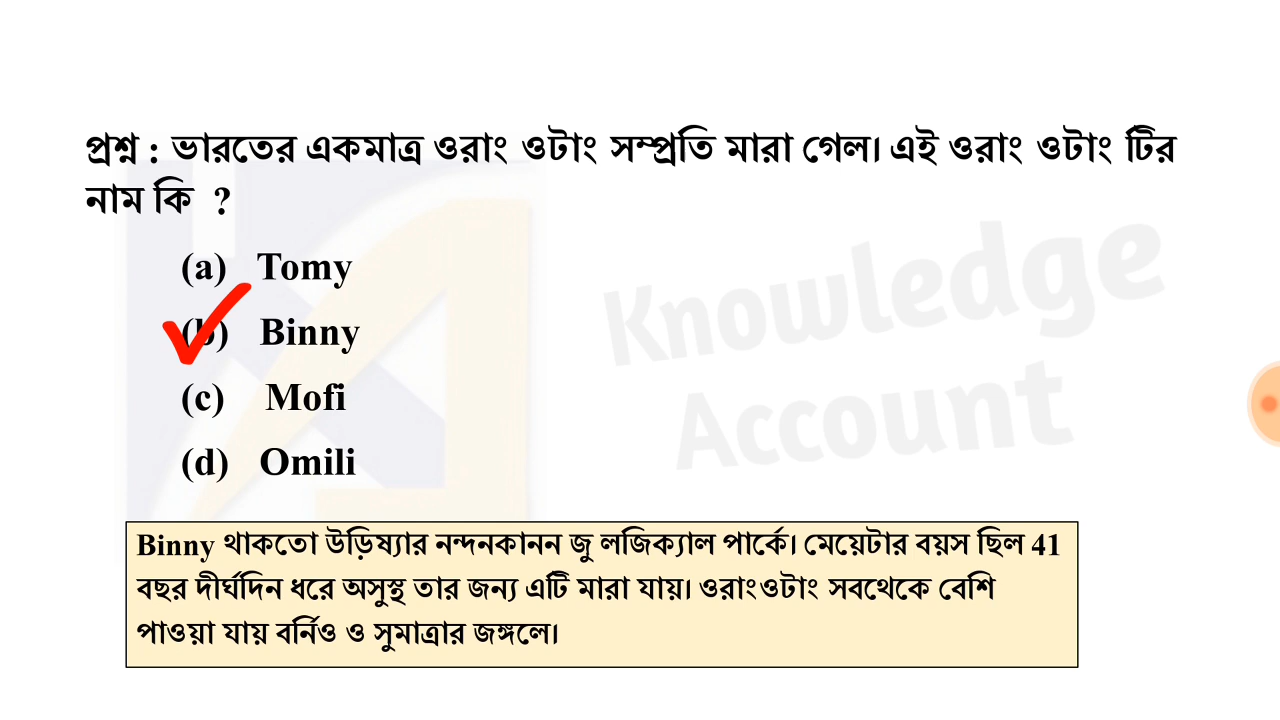 প্রশ্ন : ভারতের একমাত্র ওরাং ওটাং সম্প্রতি মারা গেল। এই ওরাং ওটাং টির
নাম কি ?
(a) Tomy
(b) Binny
(c) Mofi
(d) Omili
Knowledge
Account
Binny থাকতো উড়িষ্যার নন্দনকানন জু লজিক্যাল পার্কে। মেয়েটার বয়স ছিল 41
বছর দীর্ঘদিন ধরে অসুস্থ তার জন্য এটি মারা যায়। ওরাংওটাং সবথেকে বেশি
পাওয়া যায় বর্নিও ও সুমাত্রার জঙ্গলে।